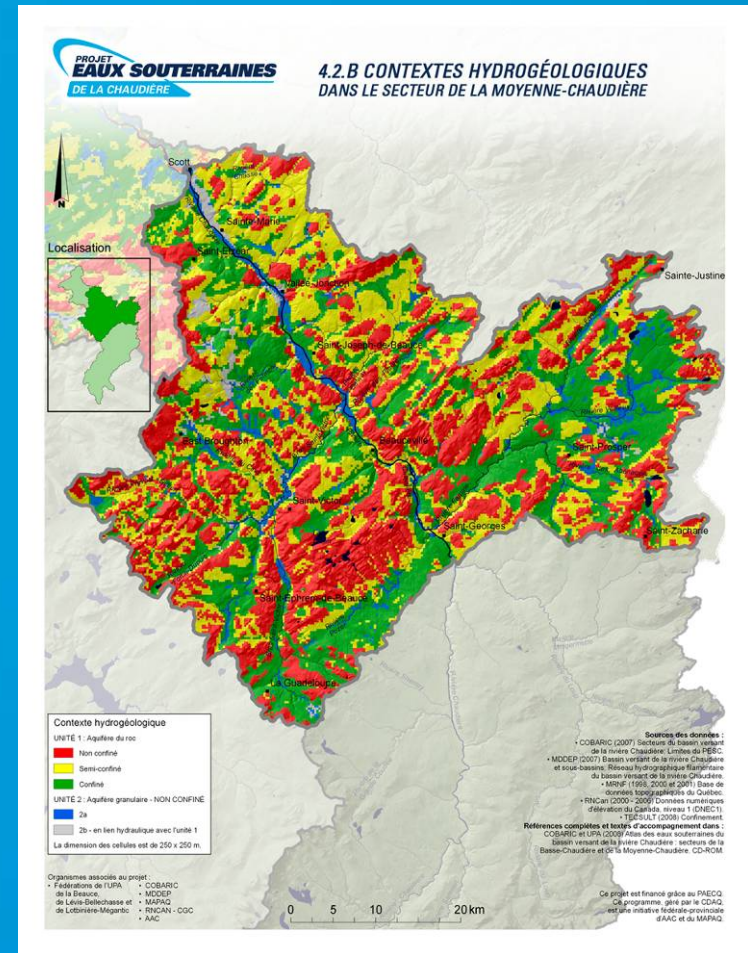 PROJET
EAUX SOUTERRAINES
DE LA CHAUDIÈRE
4.2.B CONTEXTES HYDROGÉOLOGIQUES
DANS LE SECTEUR DE LA MOYENNE-CHAUDIÈRE
N
Localisation
Scott
Sainte-Marie
Vallée-Jonction
Sainte-Justine
Saint-Joseph-de-Beauce
East Broughton
Beauceville
Saint-Prosper
Saint-Victor
Saint-Georges
Saint-Zacharie
Saint-Éphrem-de-Beauce
La Guadeloupe
Contexte hydrogéologique
UNITÉ 1 : Aquifère du roc
Non confiné
Semi-confiné
Confiné
UNITÉ 2 : Aquifère granulaire - NON CONFINÉ
2a
2b - en lien hydraulique avec l'unité 1
La dimension des cellules est de 250 x 250 m.
Organismes associés au projet :
• Fédérations de l'UPA
de la Beauce,
de Lévis-Bellechasse et
de Lotbinière-Mégantic
• COBARIC
• MDDEP
• MAPAQ
• RNCAN - CGC
• AAC
0 5 10 20 km
Sources des données :
• COBARIC (2007) Secteurs du bassin versant
de la rivière Chaudière; Limites du PESC.
• MDDEP (2007) Bassin versant de la rivière Chaudière
et sous-bassins; Réseau hydrographique filamentaire
du bassin versant de la rivière Chaudière.
• MRNF (1998, 2000 et 2001) Base de
données topographiques du Québec.
• RNCan (2000 - 2006) Données numériques
d'élévation du Canada, niveau 1 (DNEC1).
• TECSULT (2008) Confinement.
Références complètes et textes d'accompagnement dans :
COBARIC et UPA (2009) Atlas des eaux souterraines du
bassin versant de la rivière Chaudière : secteurs de la
Basse-Chaudière et de la Moyenne-Chaudière. CD-ROM.
Ce projet est financé grâce au PAECQ.
Ce programme, géré par le CDAQ,
est une initiative fédérale-provinciale
d'AAC et du MAPAQ.